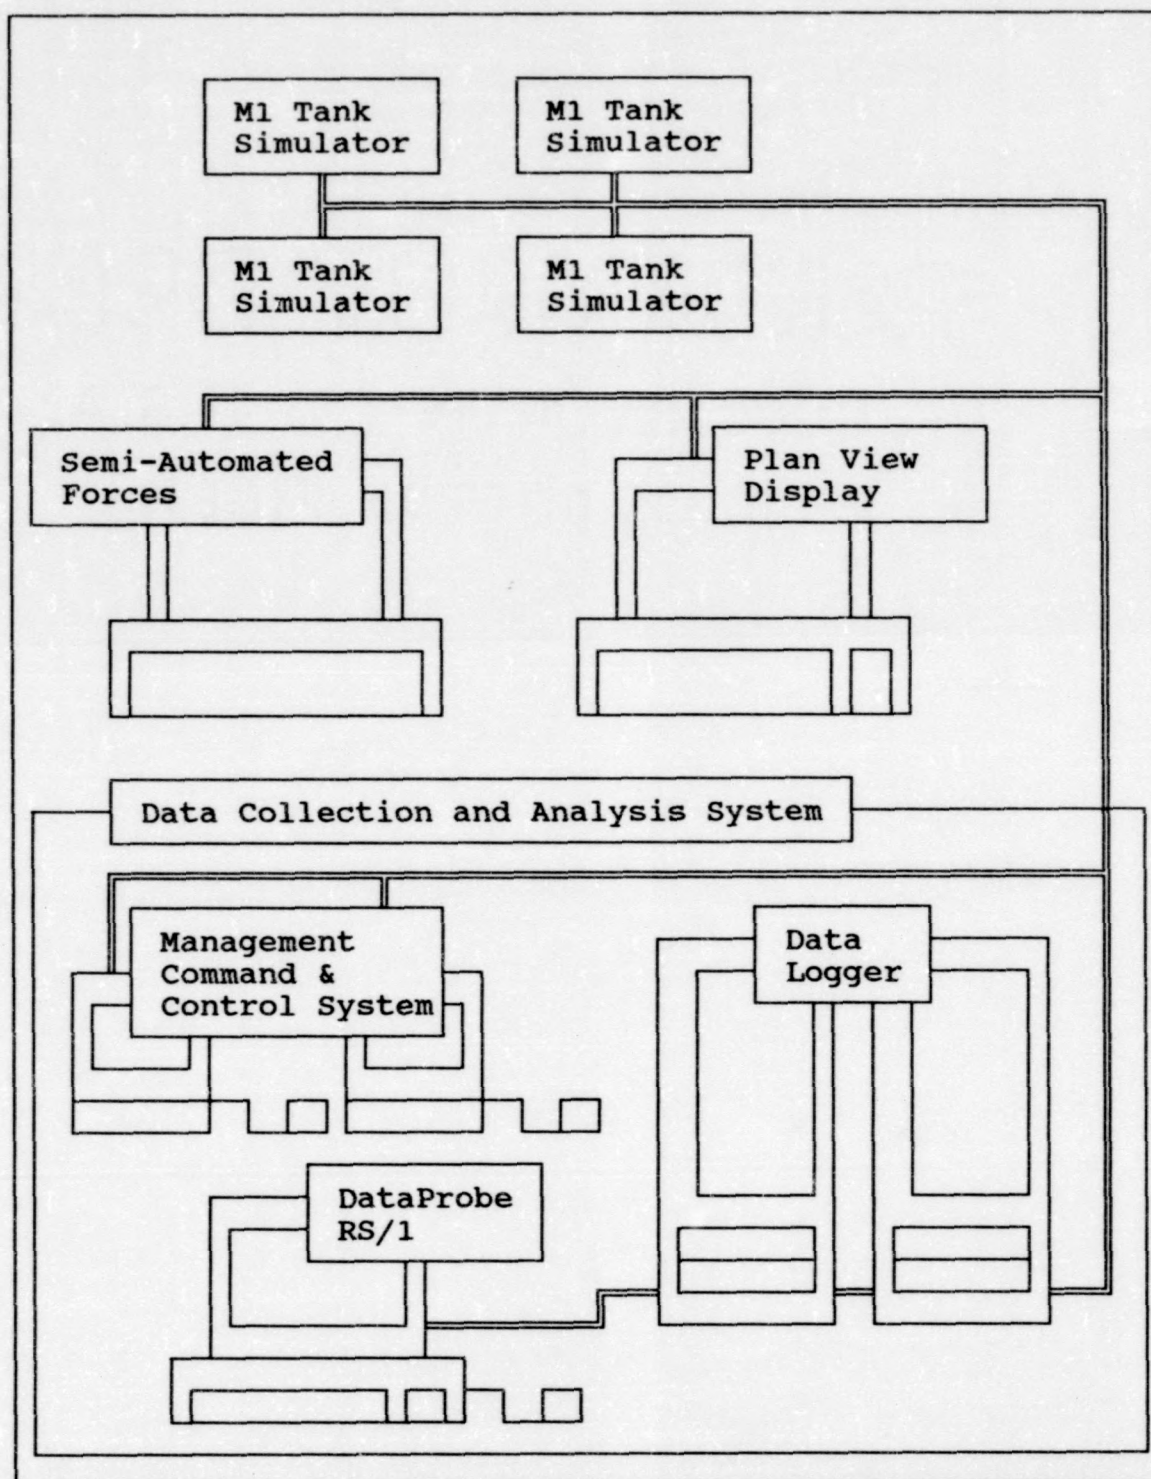 M1 Tank
Simulator
M1 Tank
Simulator
M1 Tank
Simulator
M1 Tank
Simulator
Semi-Automated
Forces
Plan View
Display
Data Collection and Analysis System
Management
Command &
Control System
Data
Logger
DataProbe
RS/1